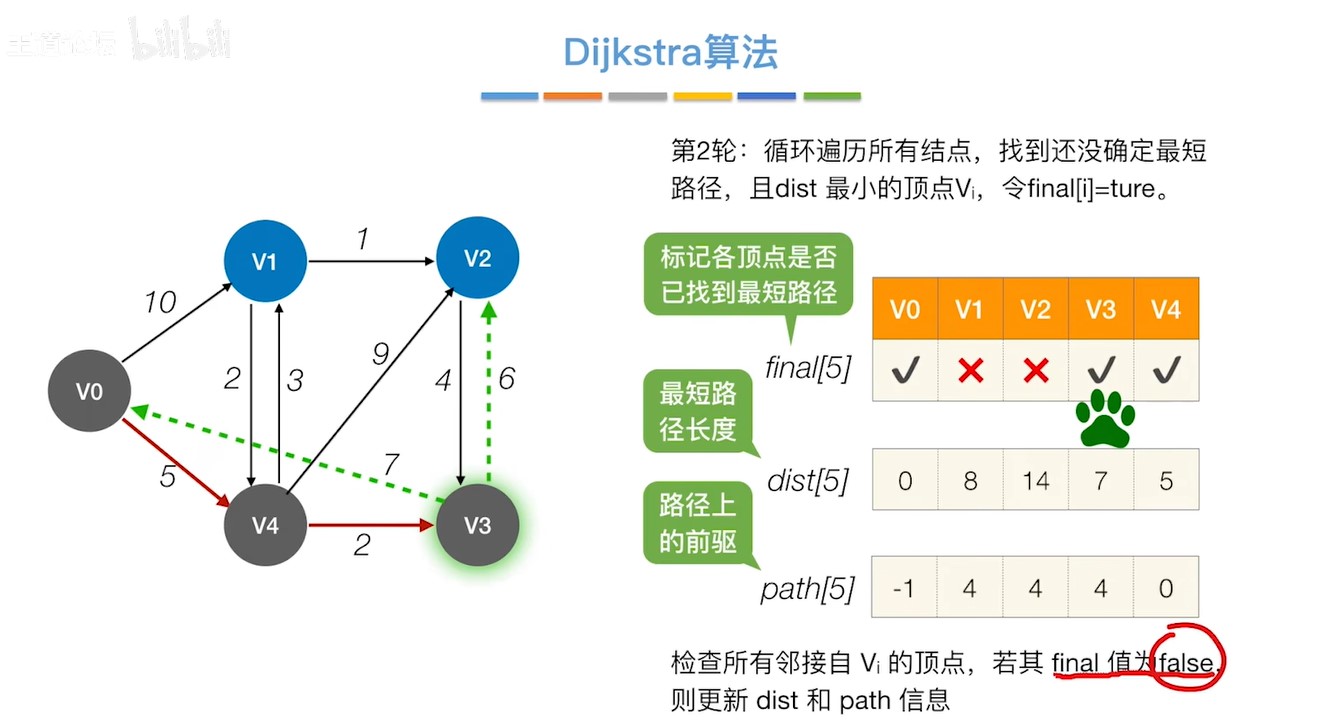 bilibili
Dijkstra算法
第2轮：循环遍历所有结点，找到还没确定最短
路径，且dist 最小的顶点Vᵢ，令final[i]=ture。
标记各顶点是否
已找到最短路径
V0 V1 V2 V3 V4
final[5] ✓ ✕ ✕ ✓ ✓
最短路
径长度
dist[5] 0 8 14 7 5
路径上
的前驱
path[5] -1 4 4 4 0
检查所有邻接自 Vᵢ 的顶点，若其 final 值为false，
则更新 dist 和 path 信息
V1 1 V2
10
2 3 9 4 6
V0
5 7
V4 2 V3